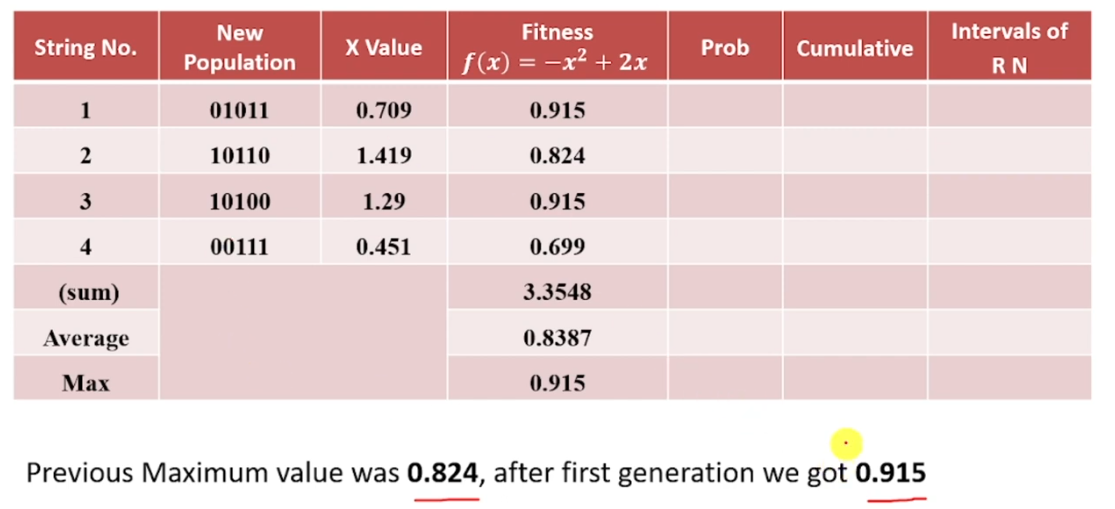 String No. New Population X Value Fitness f(x) = −x² + 2x Prob Cumulative Intervals of R N
1 01011 0.709 0.915
2 10110 1.419 0.824
3 10100 1.29 0.915
4 00111 0.451 0.699
(sum) 3.3548
Average 0.8387
Max 0.915
Previous Maximum value was 0.824, after first generation we got 0.915